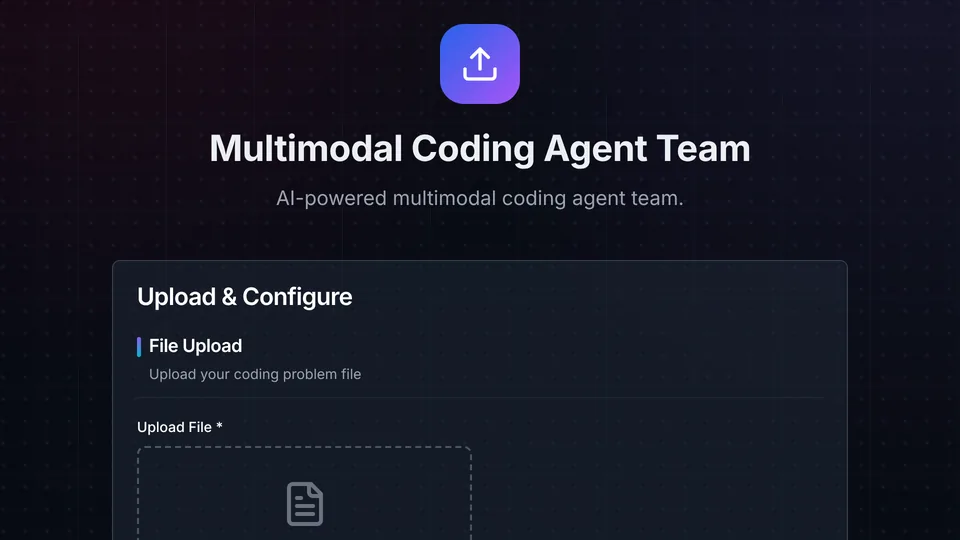 Multimodal Coding Agent Team
AI-powered multimodal coding agent team.
Upload & Configure
File Upload
Upload your coding problem file
Upload File *